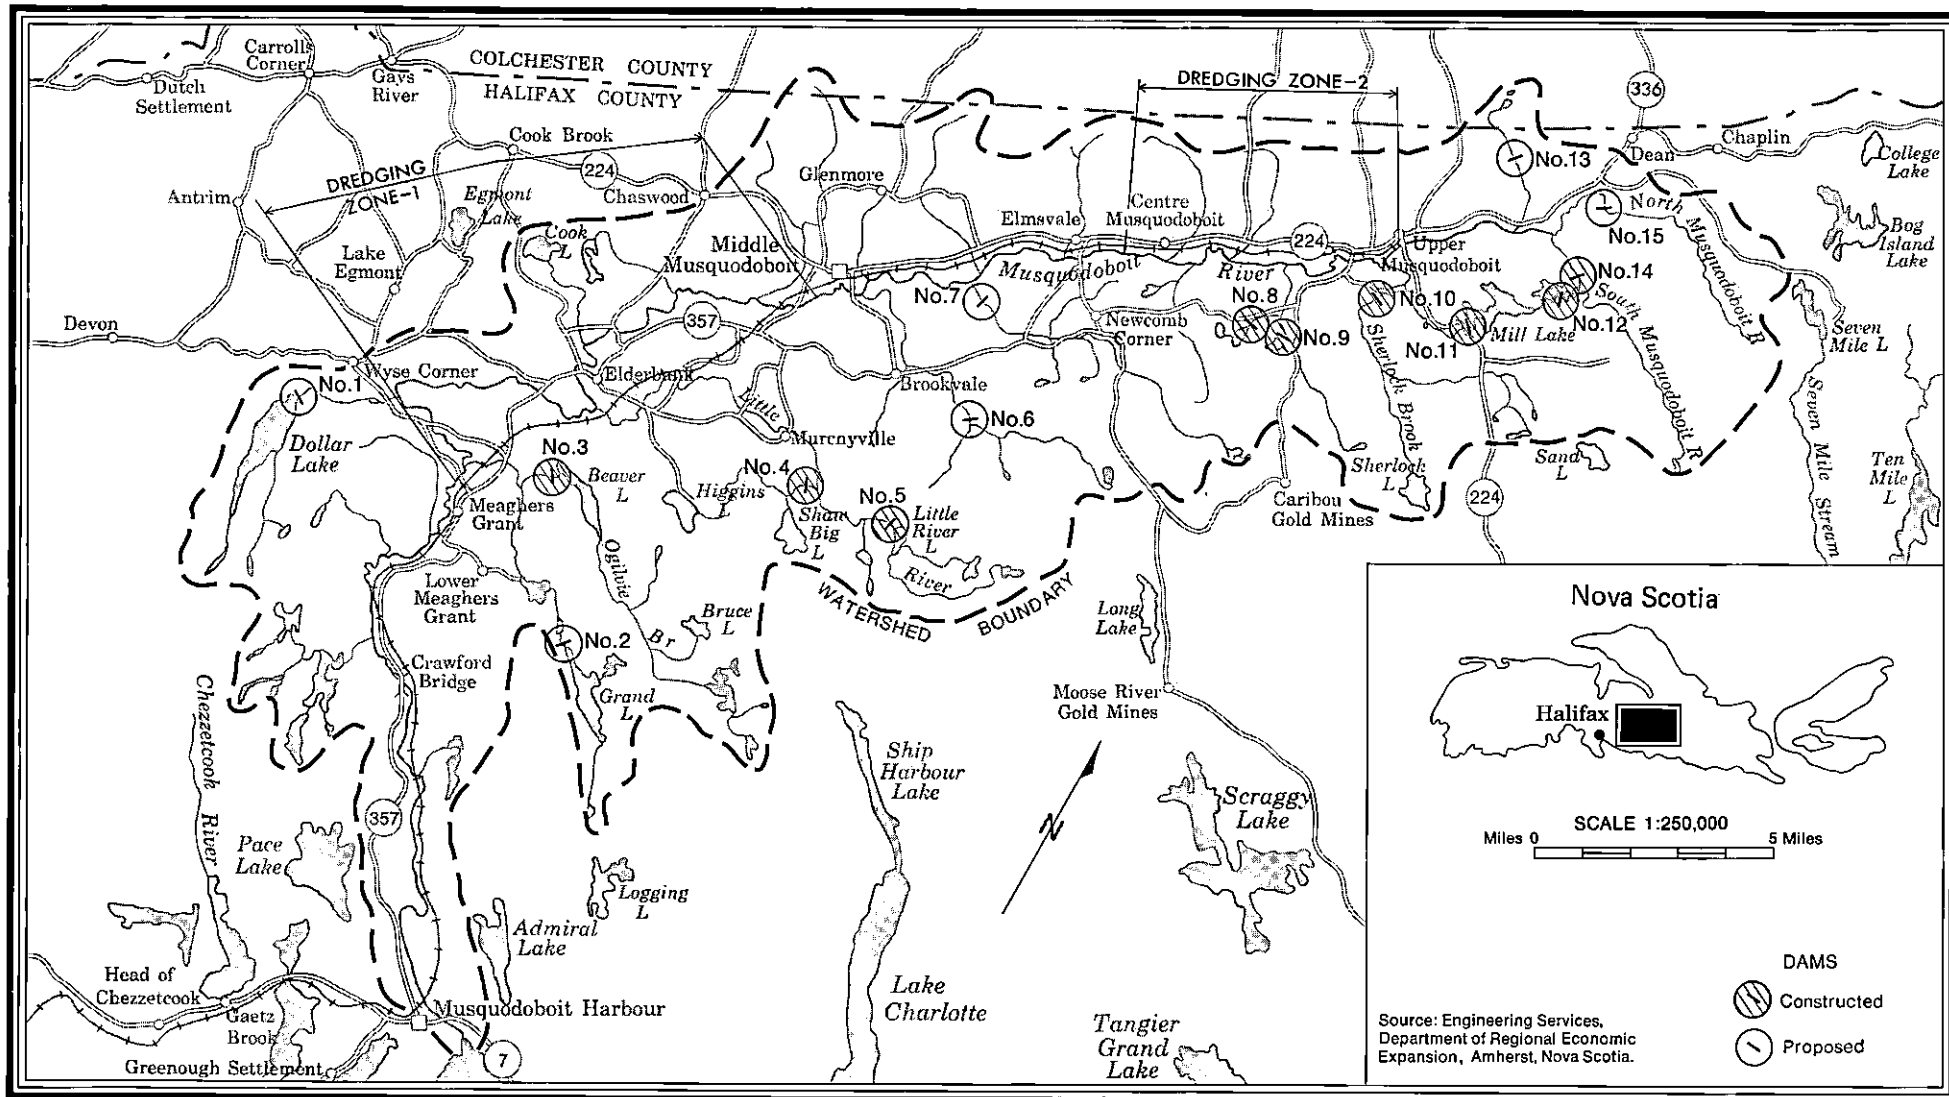 Carrolls
Corner
Gays
River
Dutch
Settlement
COLCHESTER COUNTY
HALIFAX COUNTY
DREDGING ZONE-2
336
Cook Brook
224
DREDGING
ZONE-1
Antrim
Egmont
Lake
Chaswood
Glenmore
No.13
Dean
Chaplin
College
Lake
Bog
Island
Lake
Lake
Egmont
Cook
L
Middle
Musquodoboit
Elmsvale
Centre
Musquodoboit
224
Upper
Musquodoboit
No.15
North Musquodoboit R
Musquodoboit River
No.7
No.8
No.9
No.10
No.14
No.12
South Musquodoboit R
Seven
Mile L
Devon
357
Newcomb
Corner
No.11
Mill Lake
Wyse Corner
No.1
Elderbank
Little
Brookvale
Sherlock Brook
Seven Mile Stream
Dollar
Lake
No.3
Beaver
L
Higgins
L
No.4
No.6
Shaw
Big
L
No.5
Little
River
L
River
Sherlock
L
Sand
L
224
Ten
Mile
L
Meaghers
Grant
Caribou
Gold Mines
Lower
Meaghers
Grant
Ogilvie
Br
Bruce
L
WATERSHED BOUNDARY
Long
Lake
No.2
Grand
L
Crawford
Bridge
Chezzetcook River
Moose River
Gold Mines
Ship
Harbour
Lake
N
Scraggy
Lake
357
Pace
Lake
Logging
L
Admiral
Lake
Lake
Charlotte
Head of
Chezzetcook
Gaetz
Brook
Musquodoboit Harbour
Greenough Settlement
7
Tangier
Grand
Lake
Nova Scotia
Halifax
SCALE 1:250,000
Miles 0 5 Miles
DAMS
Constructed
Proposed
Source: Engineering Services,
Department of Regional Economic
Expansion, Amherst, Nova Scotia.